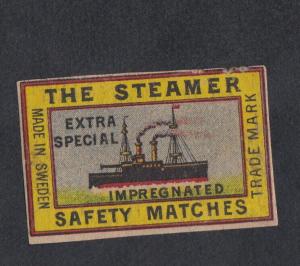 THE STEAMER
MADE IN SWEDEN
EXTRA
SPECIAL
TRADE MARK
IMPREGNATED
SAFETY MATCHES